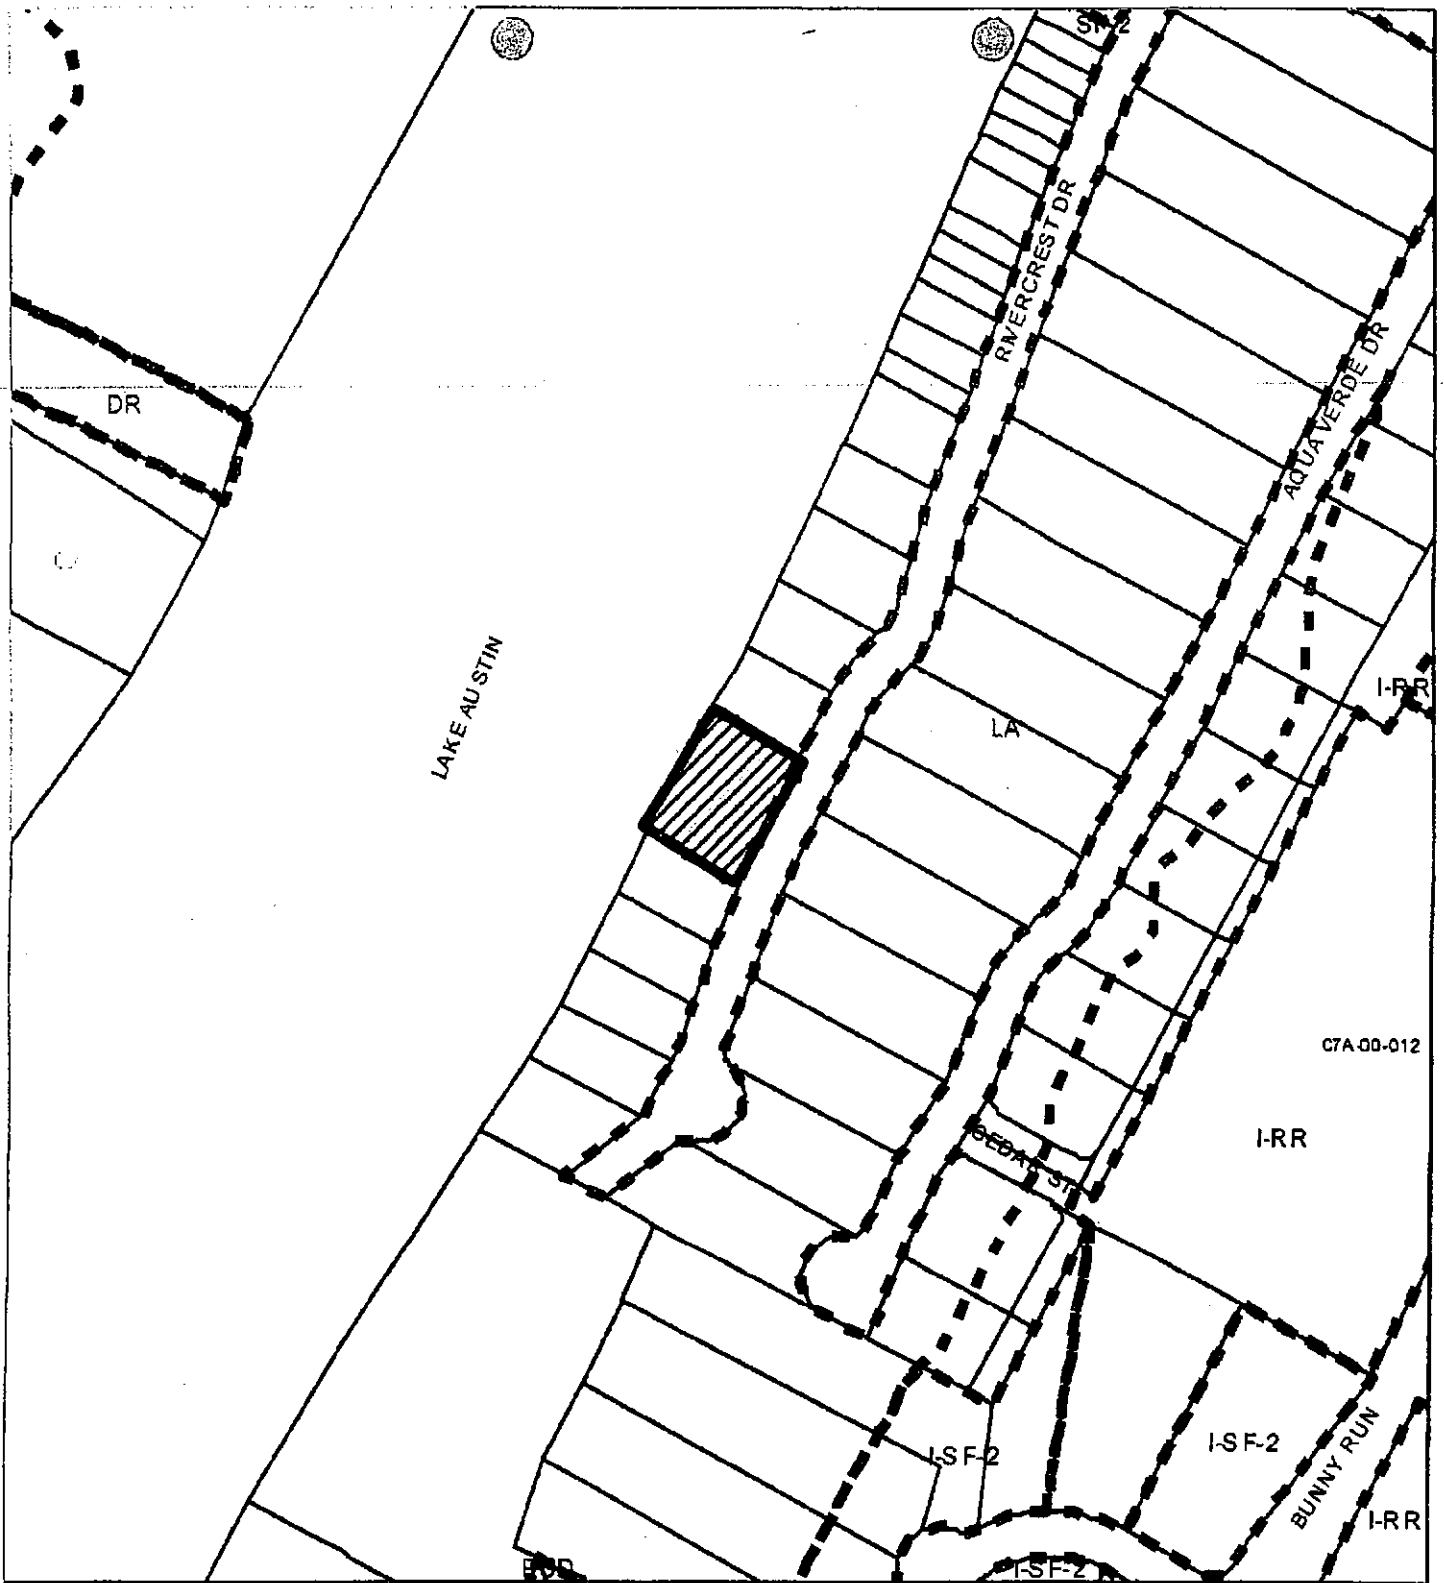 SF-2
RIVERCREST DR
AQUA VERDE DR
DR
LAKE AUSTIN
I-RR
LA
C7A-00-012
I-RR
CEDAR ST
I-SF-2
I-SF-2
BUNNY RUN
I-RR
PUD
I-SF-2